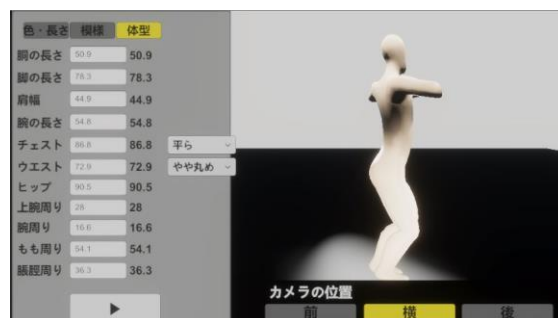 色・長さ 模様 体型
胴の長さ 50.9 50.9
脚の長さ 78.3 78.3
肩幅 44.9 44.9
腕の長さ 54.8 54.8
チェスト 86.8 86.8 平ら
ウエスト 72.9 72.9 やや丸め
ヒップ 90.5 90.5
上腕周り 28 28
腕周り 16.6 16.6
もも周り 54.1 54.1
脹脛周り 36.3 36.3
カメラの位置
前 横 後